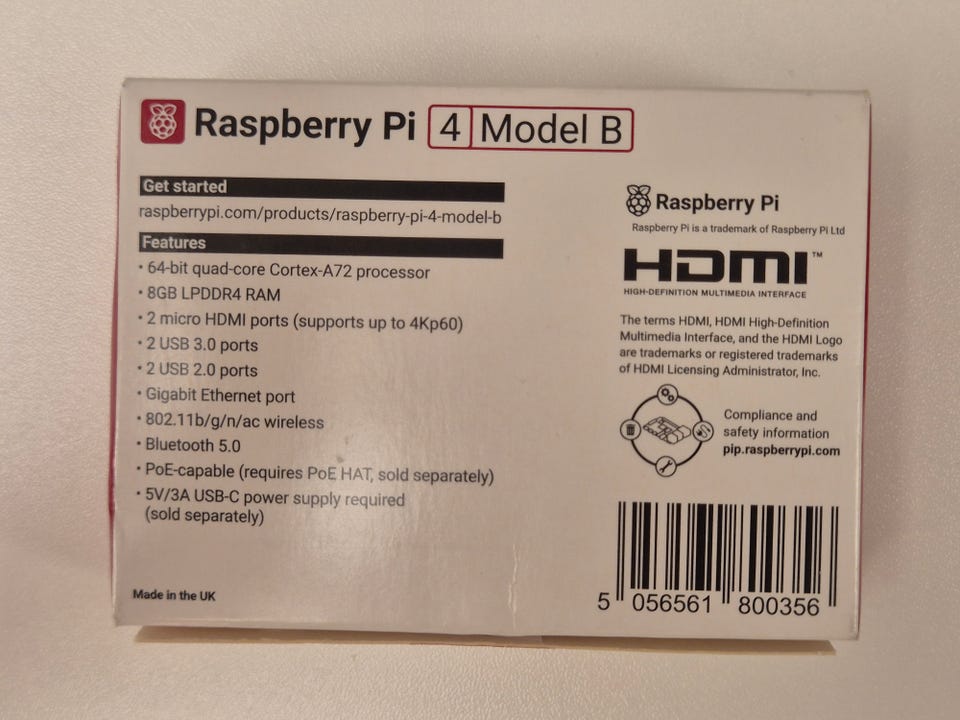 Raspberry Pi 4 Model B
Get started
raspberrypi.com/products/raspberry-pi-4-model-b
Features
• 64-bit quad-core Cortex-A72 processor
• 8GB LPDDR4 RAM
• 2 micro HDMI ports (supports up to 4Kp60)
• 2 USB 3.0 ports
• 2 USB 2.0 ports
• Gigabit Ethernet port
• 802.11b/g/n/ac wireless
• Bluetooth 5.0
• PoE-capable (requires PoE HAT, sold separately)
• 5V/3A USB-C power supply required
(sold separately)
Made in the UK
Raspberry Pi
Raspberry Pi is a trademark of Raspberry Pi Ltd
HDMI™
HIGH-DEFINITION MULTIMEDIA INTERFACE
The terms HDMI, HDMI High-Definition
Multimedia Interface, and the HDMI Logo
are trademarks or registered trademarks
of HDMI Licensing Administrator, Inc.
Compliance and
safety information
pip.raspberrypi.com
5 056561 800356